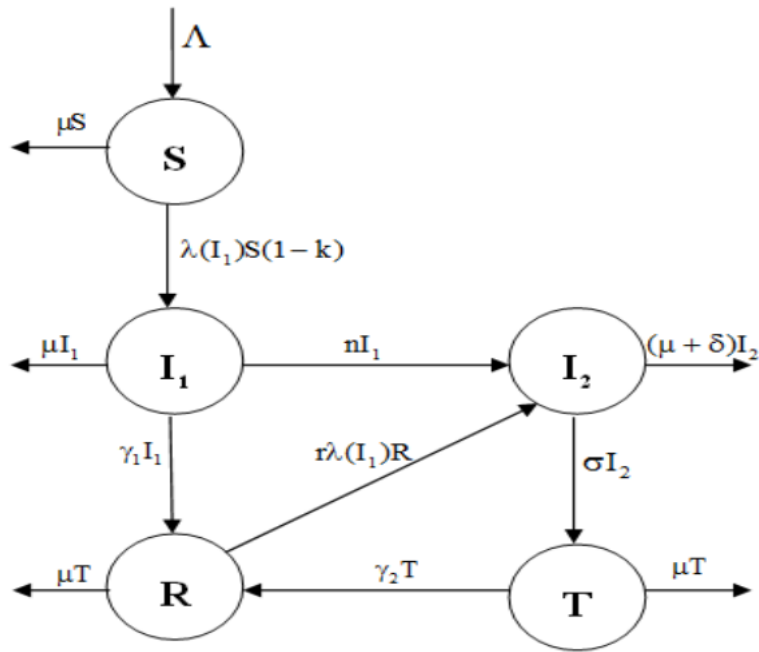 Λ
μS
S
λ(I₁)S(1−k)
μI₁
I₁
nI₁
I₂
(μ + δ)I₂
γ₁I₁
rλ(I₁)R
σI₂
μT
R
γ₂T
T
μT